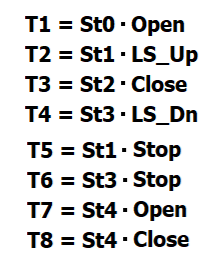 T1 = St0 · Open
T2 = St1 · LS_Up
T3 = St2 · Close
T4 = St3 · LS_Dn
T5 = St1 · Stop
T6 = St3 · Stop
T7 = St4 · Open
T8 = St4 · Close